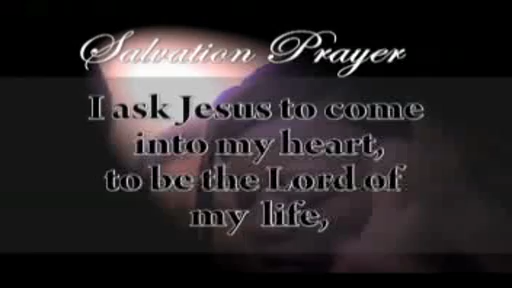 Salvation Prayer
I ask Jesus to come
into my heart,
to be the Lord of
my life,